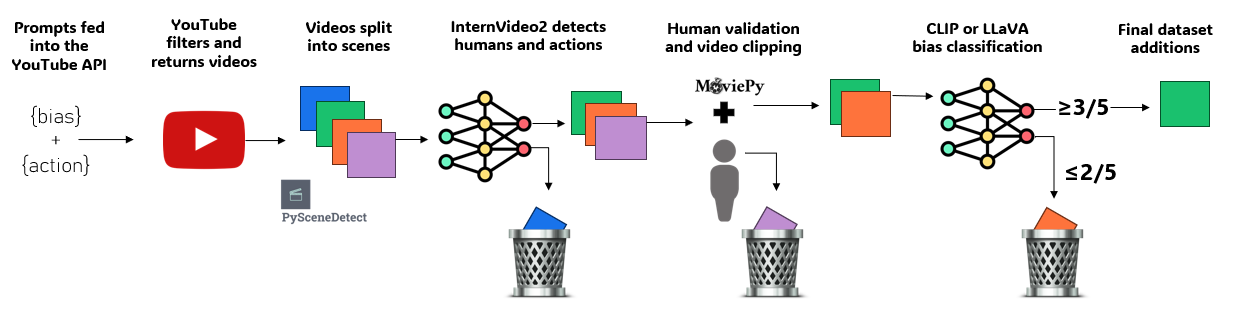 Prompts fed
into the
YouTube API
{bias}
+
{action}
YouTube
filters and
returns videos
Videos split
into scenes
PySceneDetect
InternVideo2 detects
humans and actions
Human validation
and video clipping
MoviePy
CLIP or LLaVA
bias classification
≥3/5
≤2/5
Final dataset
additions